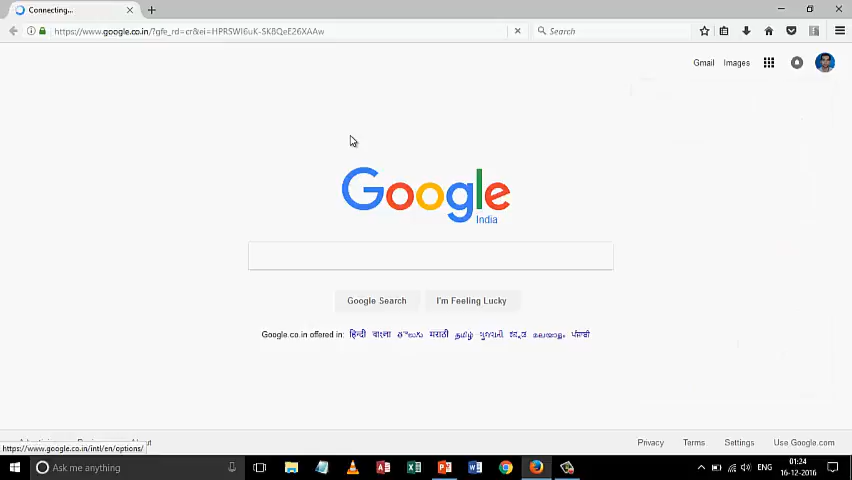 Connecting...
https://www.google.co.in/?gfe_rd=cr&ei=HPRSWI6uK-SK8QeE26XAAw
Search
Gmail Images
Google
India
Google Search I'm Feeling Lucky
Google.co.in offered in: हिन्दी বাংলা తెలుగు मराठी தமிழ் ગુજરાતી ಕನ್ನಡ മലയാളം ਪੰਜਾਬੀ
Privacy Terms Settings Use Google.com
https://www.google.co.in/intl/en/options/
Ask me anything
ENG
01:24
16-12-2016